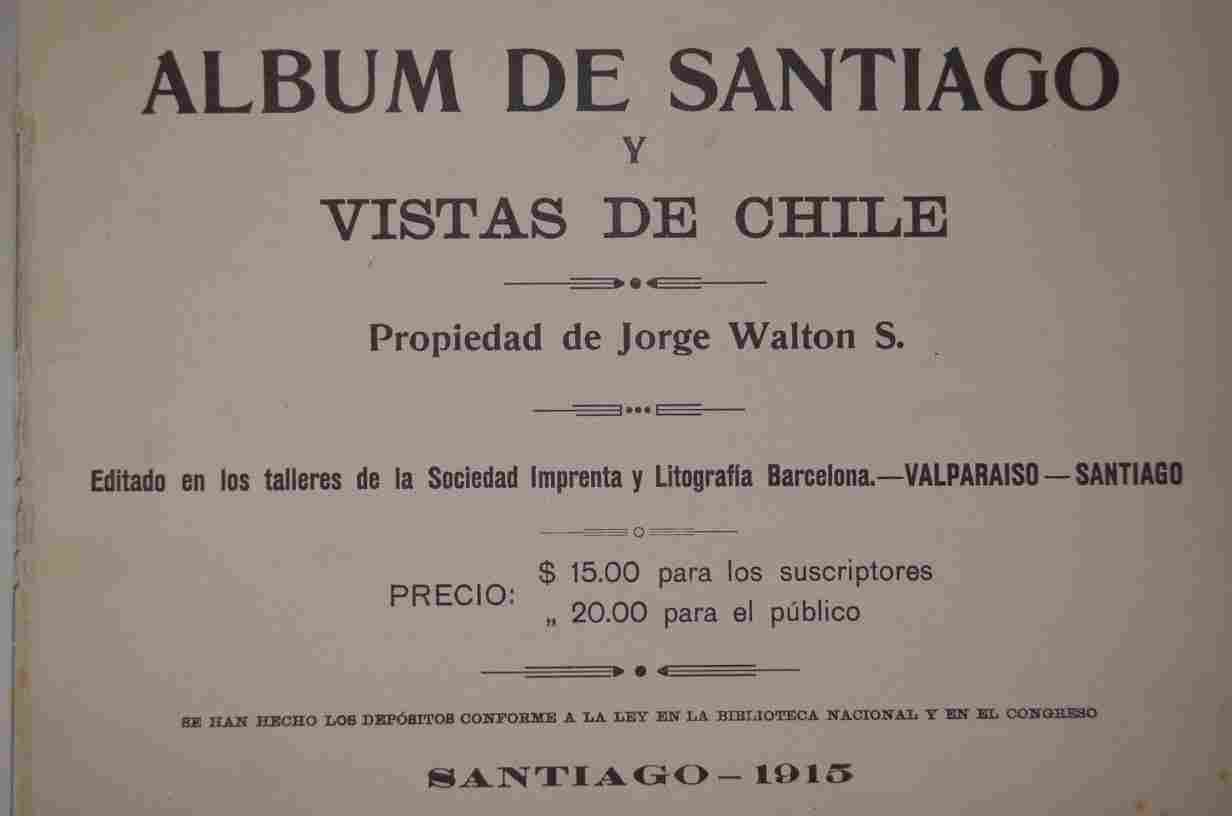 ALBUM DE SANTIAGO
Y
VISTAS DE CHILE
Propiedad de Jorge Walton S.
Editado en los talleres de la Sociedad Imprenta y Litografía Barcelona.—VALPARAISO—SANTIAGO
PRECIO:
$ 15.00 para los suscriptores
„ 20.00 para el público
SE HAN HECHO LOS DEPÓSITOS CONFORME A LA LEY EN LA BIBLIOTECA NACIONAL Y EN EL CONGRESO
SANTIAGO – 1915